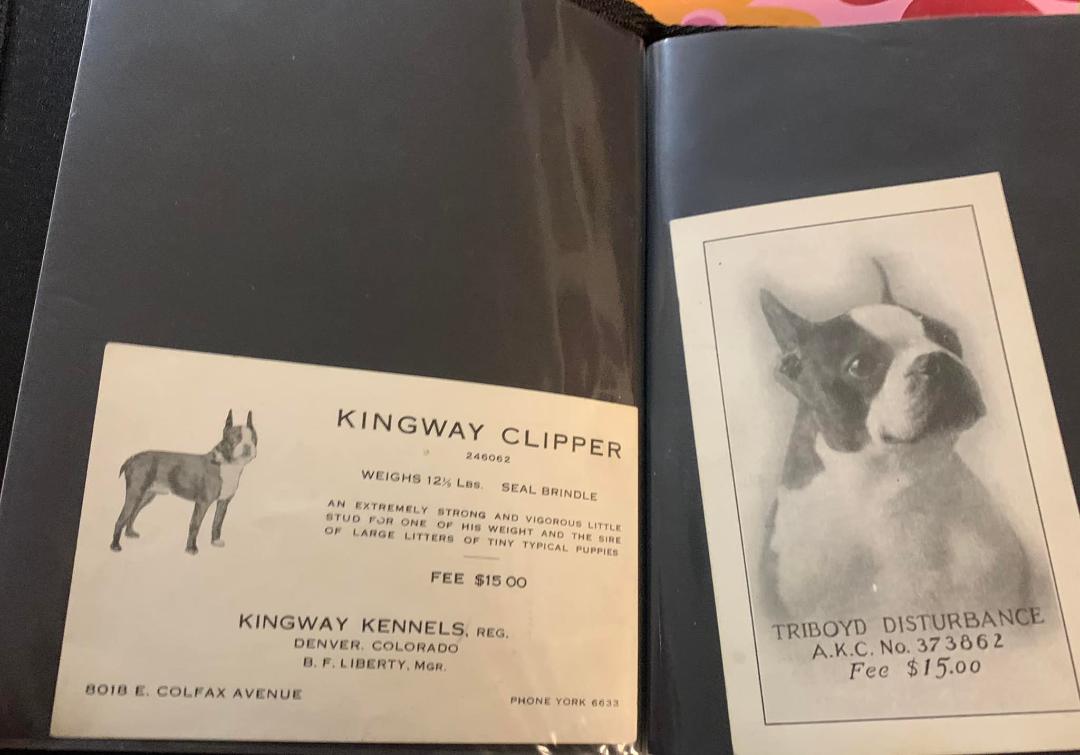 KINGWAY CLIPPER
246062
WEIGHS 12½ LBS. SEAL BRINDLE
AN EXTREMELY STRONG AND VIGOROUS LITTLE
STUD FOR ONE OF HIS WEIGHT AND THE SIRE
OF LARGE LITTERS OF TINY TYPICAL PUPPIES
FEE $15 00
KINGWAY KENNELS, REG.
DENVER, COLORADO
B. F. LIBERTY, MGR.
8018 E. COLFAX AVENUE
PHONE YORK 6633
TRIBOYD DISTURBANCE
A.K.C. No. 373862
Fee $15.00